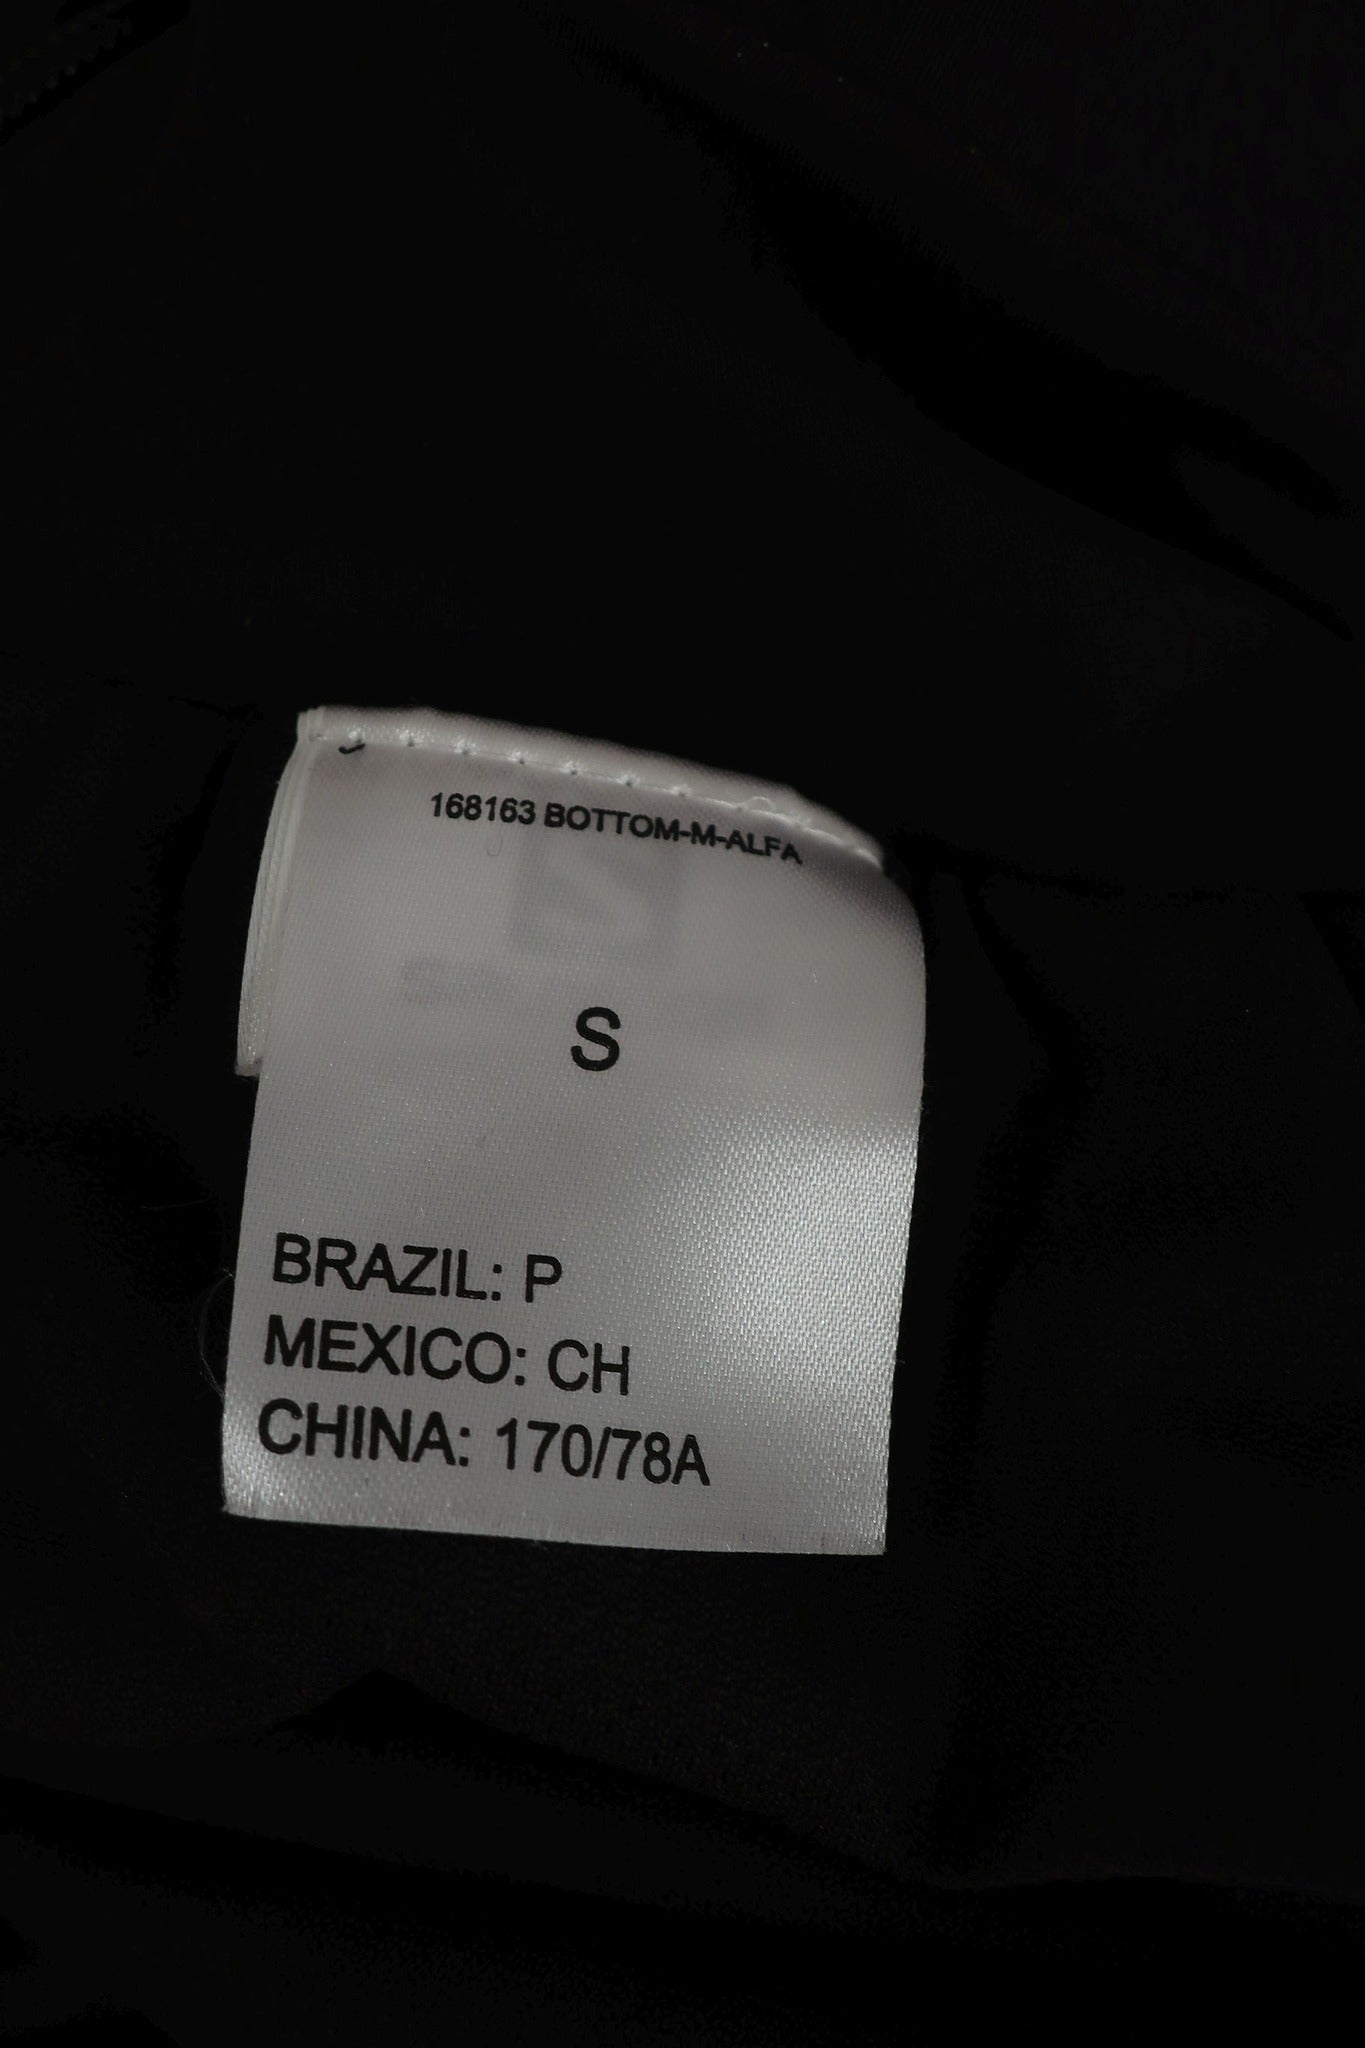 168163 BOTTOM-M-ALFA
S
BRAZIL: P
MEXICO: CH
CHINA: 170/78A